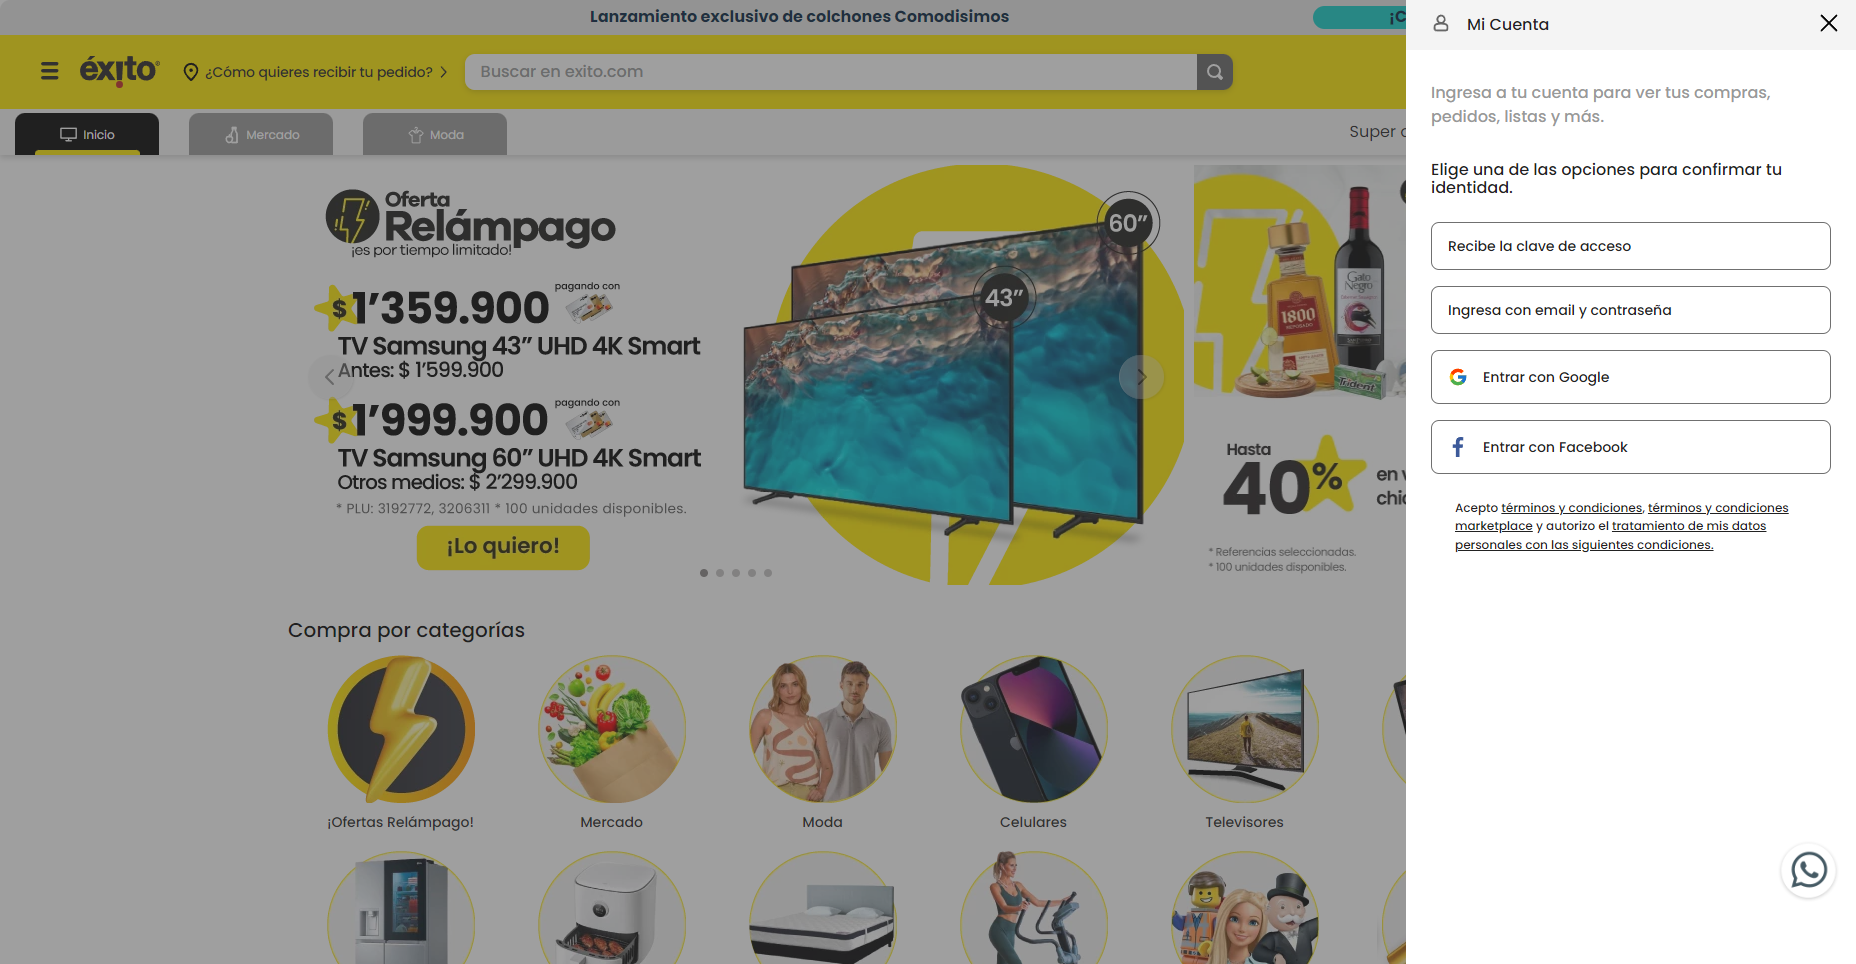 Lanzamiento exclusivo de colchones Comodisimos
¡C
éxito
¿Cómo quieres recibir tu pedido?
Buscar en exito.com
Inicio
Mercado
Moda
Super
Oferta
Relámpago
¡es por tiempo limitado!
$1'359.900
pagando con
TV Samsung 43" UHD 4K Smart
Antes: $ 1'599.900
$1'999.900
pagando con
TV Samsung 60" UHD 4K Smart
Otros medios: $ 2'299.900
* PLU: 3192772, 3206311 * 100 unidades disponibles.
¡Lo quiero!
60"
43"
1800
Gato
Negro
Trident
Hasta
40%
en v
chic
* Referencias seleccionadas.
* 100 unidades disponibles.
Compra por categorías
¡Ofertas Relámpago!
Mercado
Moda
Celulares
Televisores
Mi Cuenta
Ingresa a tu cuenta para ver tus compras,
pedidos, listas y más.
Elige una de las opciones para confirmar tu
identidad.
Recibe la clave de acceso
Ingresa con email y contraseña
Entrar con Google
Entrar con Facebook
Acepto términos y condiciones, términos y condiciones
marketplace y autorizo el tratamiento de mis datos
personales con las siguientes condiciones.